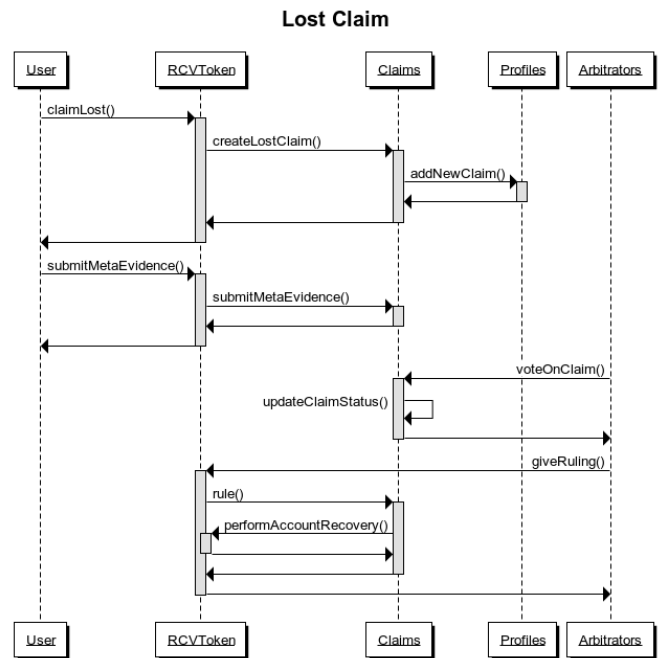 Lost Claim
User RCVToken Claims Profiles Arbitrators
claimLost()
createLostClaim()
addNewClaim()
submitMetaEvidence()
submitMetaEvidence()
voteOnClaim()
updateClaimStatus()
giveRuling()
rule()
performAccountRecovery()
User RCVToken Claims Profiles Arbitrators